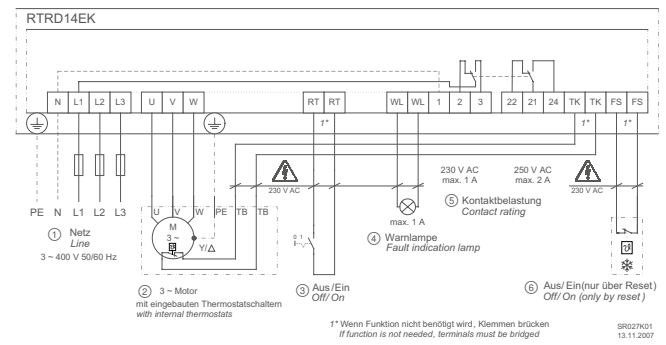 RTRD14EK
N L1 L2 L3 U V W RT RT WL WL 1 2 3 22 21 24 TK TK FS FS
1* 1* 1*
230 V AC
230 V AC
max. 1 A
250 V AC
max. 2 A
230 V AC
PE N L1 L2 L3
U V W PE TB TB
M
3 ~
Y/Δ
0 1
max. 1 A
1 Netz
Line
3 ~ 400 V 50/60 Hz
2 3 ~ Motor
mit eingebauten Thermostatschaltern
with internal thermostats
3 Aus/Ein
Off/ On
4 Warnlampe
Fault indication lamp
5 Kontaktbelastung
Contact rating
6 Aus/Ein(nur über Reset)
Off/ On (only by reset)
1* Wenn Funktion nicht benötigt wird, Klemmen brücken
If function is not needed, terminals must be bridged
SR027K01
13.11.2007